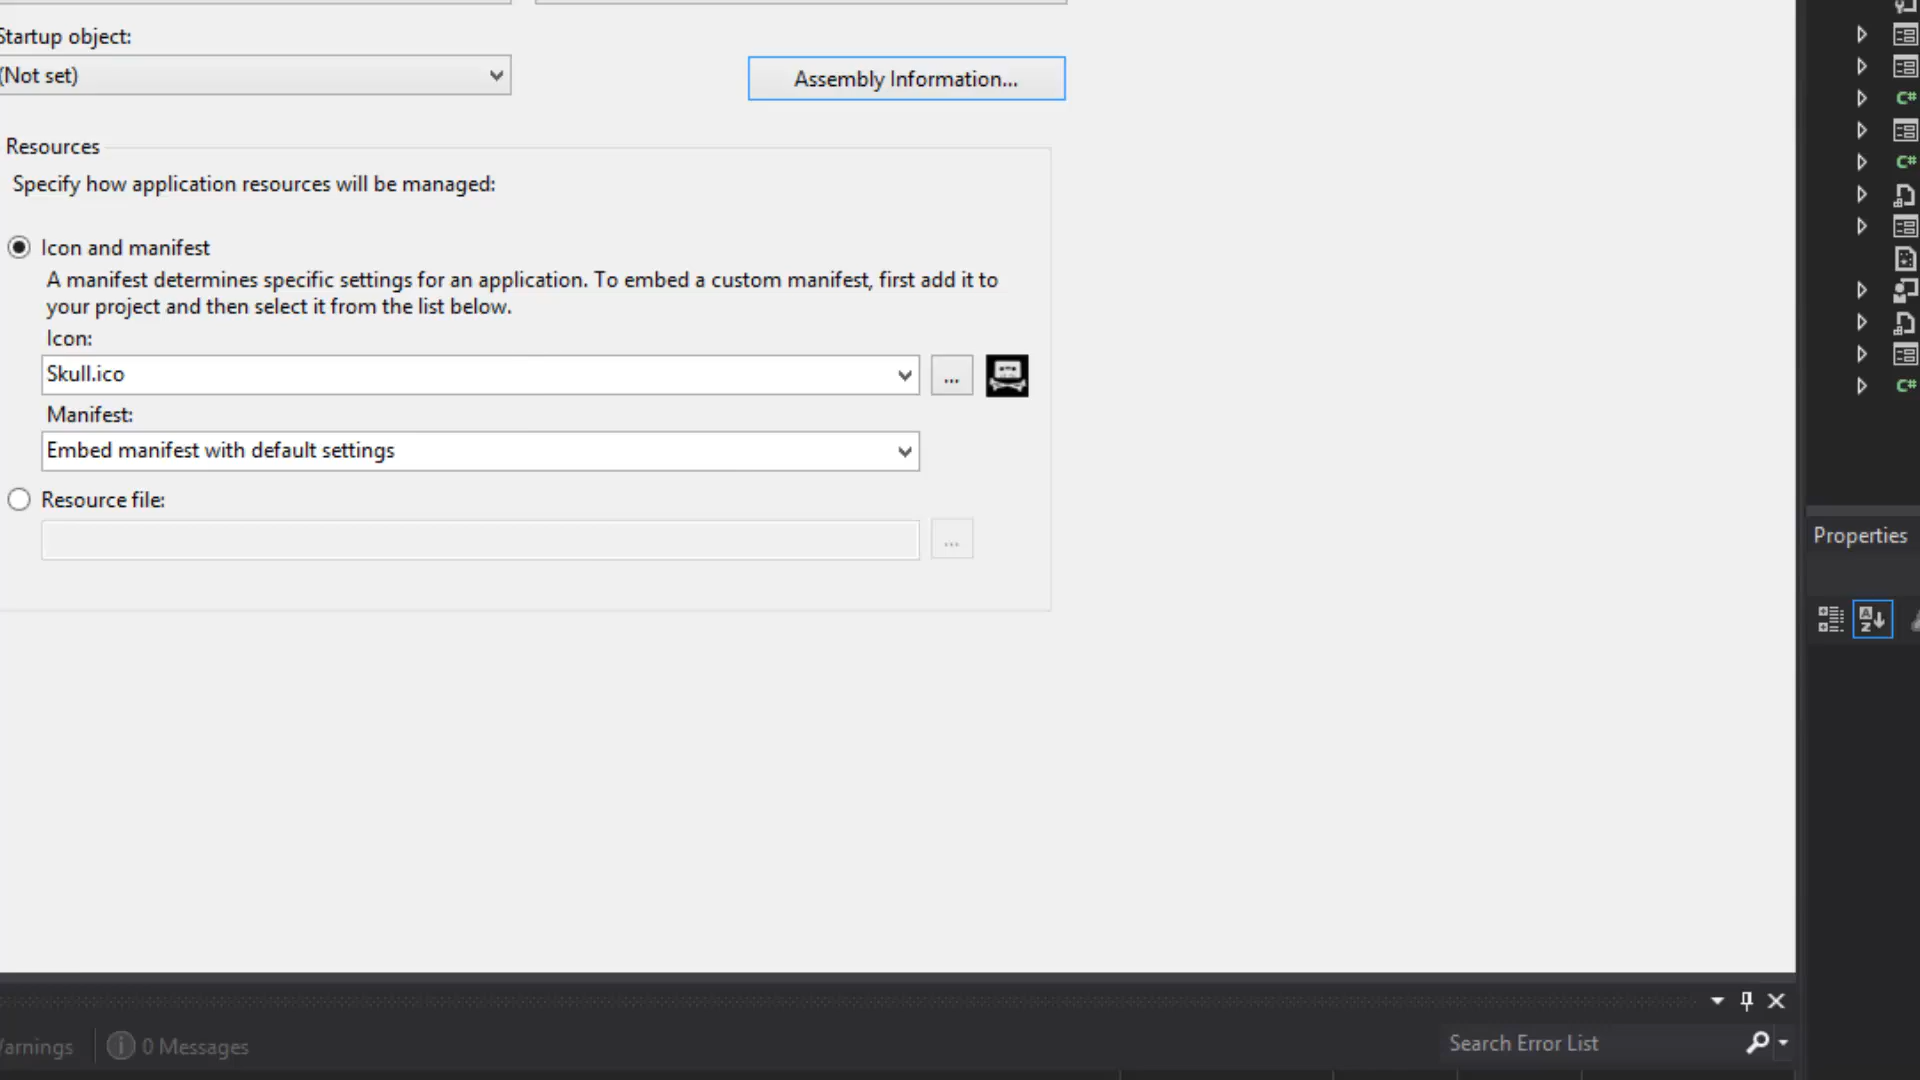 Startup object:
(Not set)
Assembly Information...
Resources
Specify how application resources will be managed:
Icon and manifest
A manifest determines specific settings for an application. To embed a custom manifest, first add it to
your project and then select it from the list below.
Icon:
Skull.ico
...
Manifest:
Embed manifest with default settings
Resource file:
...
C#
C#
C#
Properties
0 Messages
Search Error List